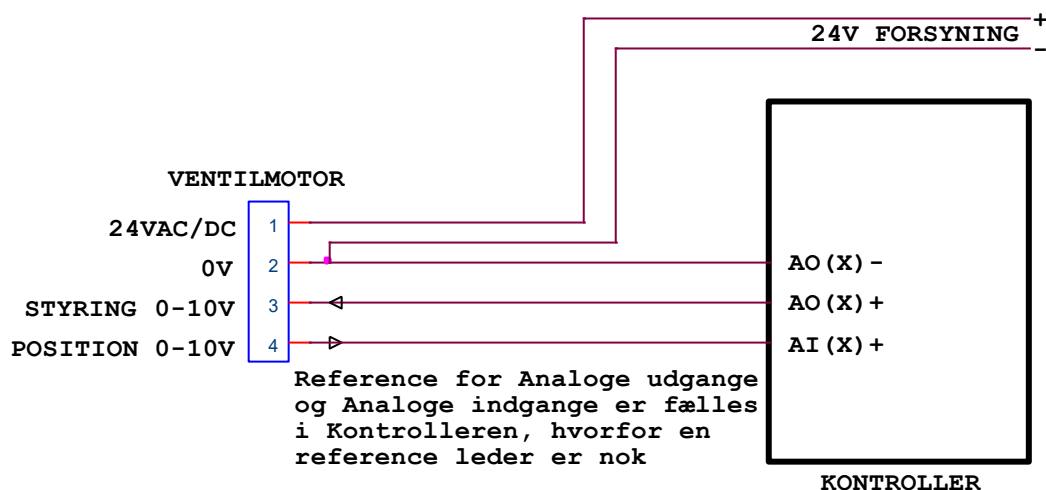 +
24V FORSYNING
-
VENTILMOTOR
24VAC/DC 1
0V 2 AO(X)-
STYRING 0-10V 3 AO(X)+
POSITION 0-10V 4 AI(X)+
Reference for Analoge udgange
og Analoge indgange er fælles
i Kontrolleren, hvorfor en
reference leder er nok
KONTROLLER